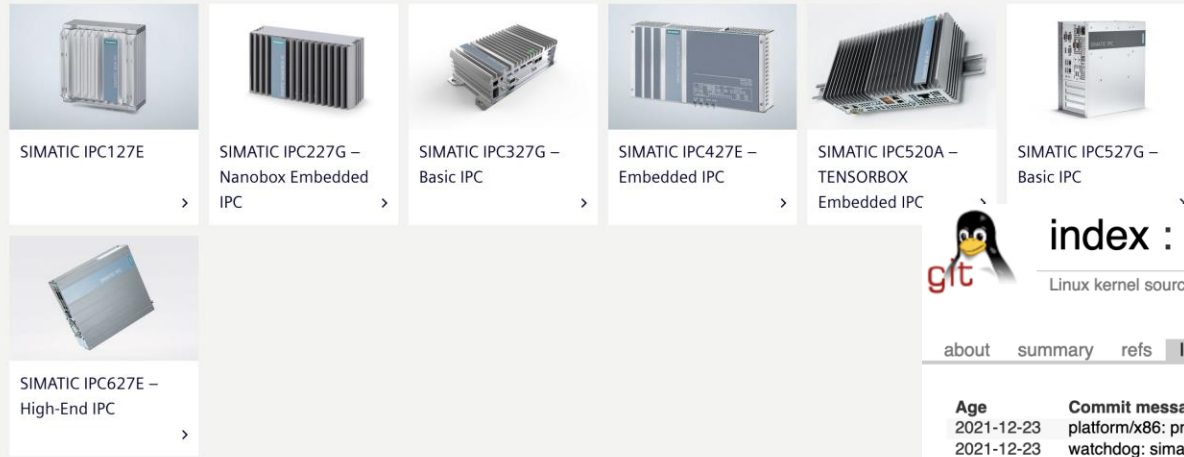 SIMATIC IPC127E
SIMATIC IPC227G –
Nanobox Embedded
IPC
SIMATIC IPC327G –
Basic IPC
SIMATIC IPC427E –
Embedded IPC
SIMATIC IPC520A –
TENSORBOX
Embedded IPC
SIMATIC IPC527G –
Basic IPC
SIMATIC IPC627E –
High-End IPC
git
index :
Linux kernel sourc
about summary refs l
Age Commit messa
2021-12-23 platform/x86: pr
2021-12-23 watchdog: sima